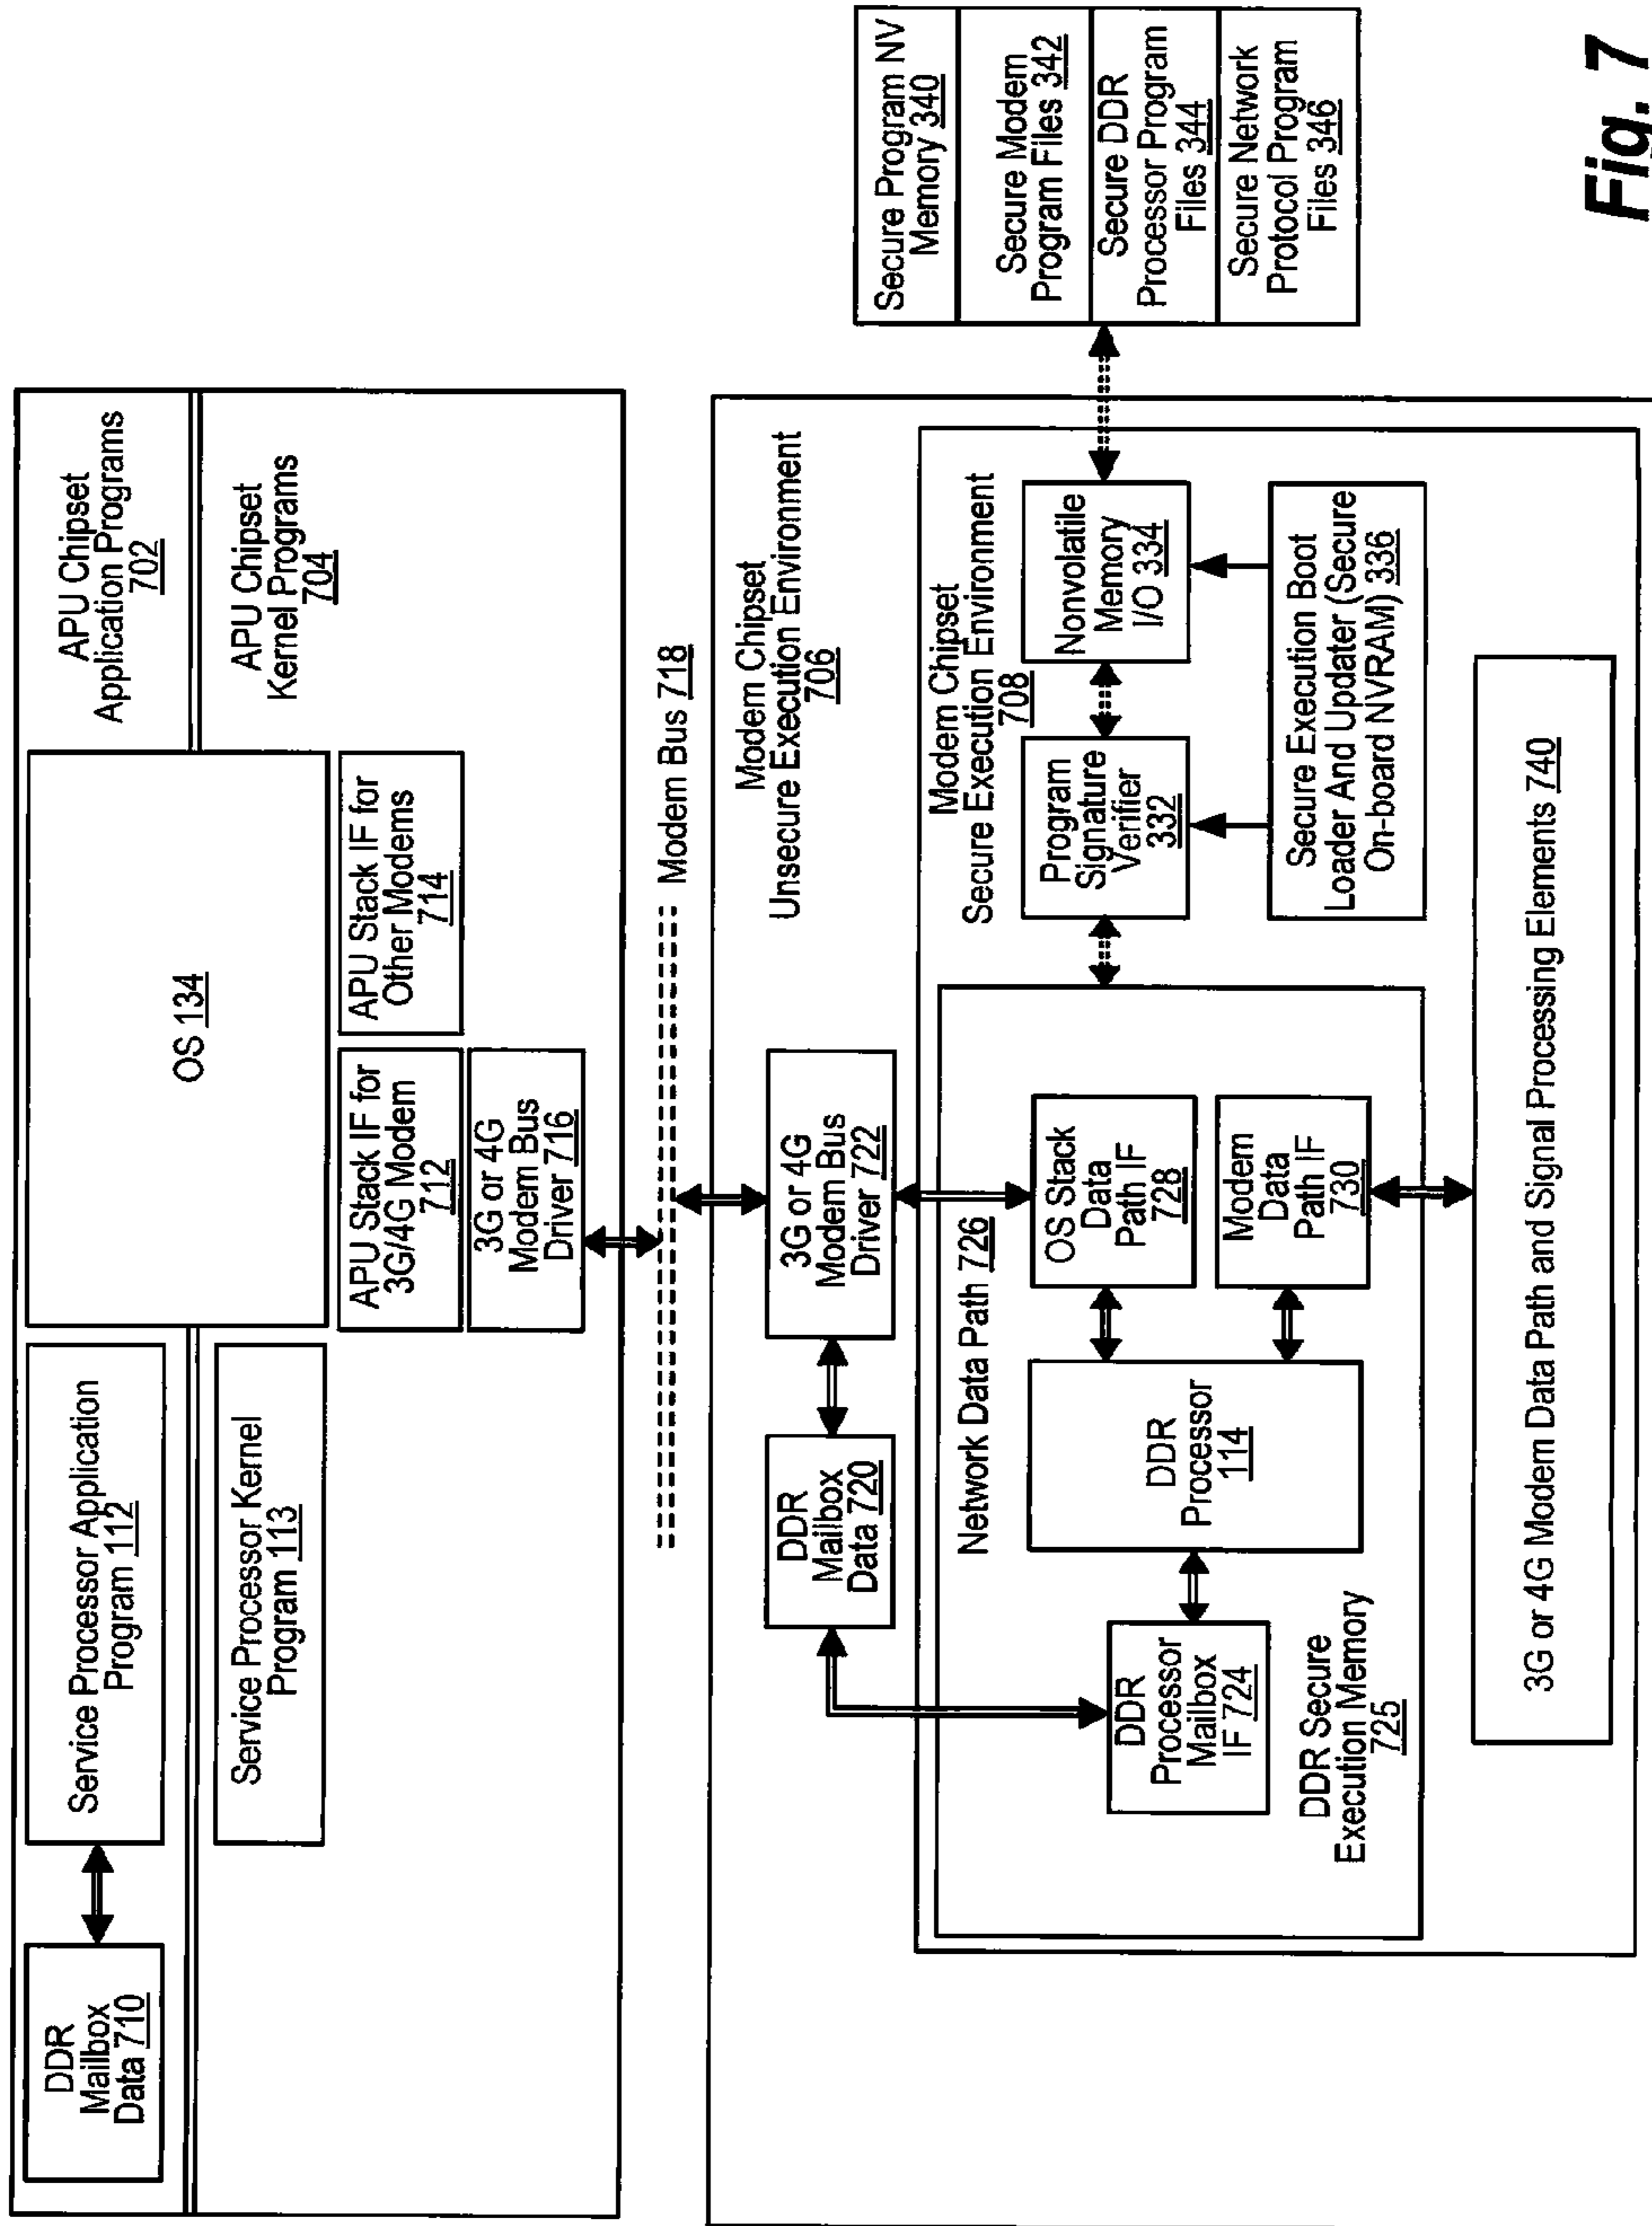 DDR
Mailbox
Data 710
Service Processor Application
Program 112
Service Processor Kernel
Program 113
OS 134
APU Chipset
Application Programs
702
APU Chipset
Kernel Programs
704
APU Stack IF for
3G/4G Modem
712
APU Stack IF for
Other Modems
714
3G or 4G
Modem Bus
Driver 716
Modem Bus 718
Modem Chipset
Unsecure Execution Environment
706
DDR
Mailbox
Data 720
3G or 4G
Modem Bus
Driver 722
Modem Chipset
Secure Execution Environment
708
Network Data Path 726
DDR
Processor
Mailbox
IF 724
DDR
Processor
114
OS Stack
Data
Path IF
728
Modem
Data
Path IF
730
DDR Secure
Execution Memory
725
Program
Signature
Verifier
332
Nonvolatile
Memory
I/O 334
Secure Execution Boot
Loader And Updater (Secure
On-board NVRAM) 336
3G or 4G Modem Data Path and Signal Processing Elements 740
Secure Program NV
Memory 340
Secure Modem
Program Files 342
Secure DDR
Processor Program
Files 344
Secure Network
Protocol Program
Files 346
Fig. 7